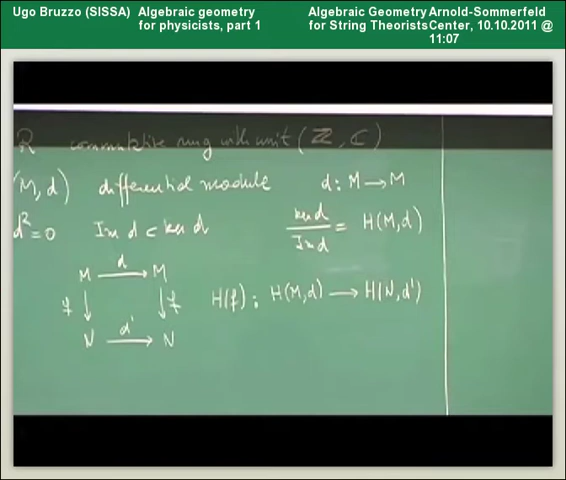 Ugo Bruzzo (SISSA)
Algebraic geometry for physicists, part 1
Algebraic Geometry for String Theorists
Arnold-Sommerfeld Center, 10.10.2011 @ 11:07
R commutative ring with unit (ℤ, ℂ)
(M, d) differential module d: M → M
d² = 0 Im d ⊂ ker d ker d / Im d = H(M, d)
M d → M
f ↓ ↓ f H(f) : H(M, d) → H(N, d')
N d' → N